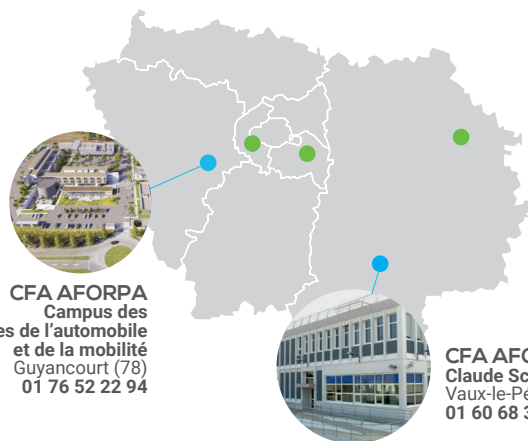 CFA AFORPA
Campus des
de l’automobile
et de la mobilité
Guyancourt (78)
01 76 52 22 94
CFA
Claude
01 60 68